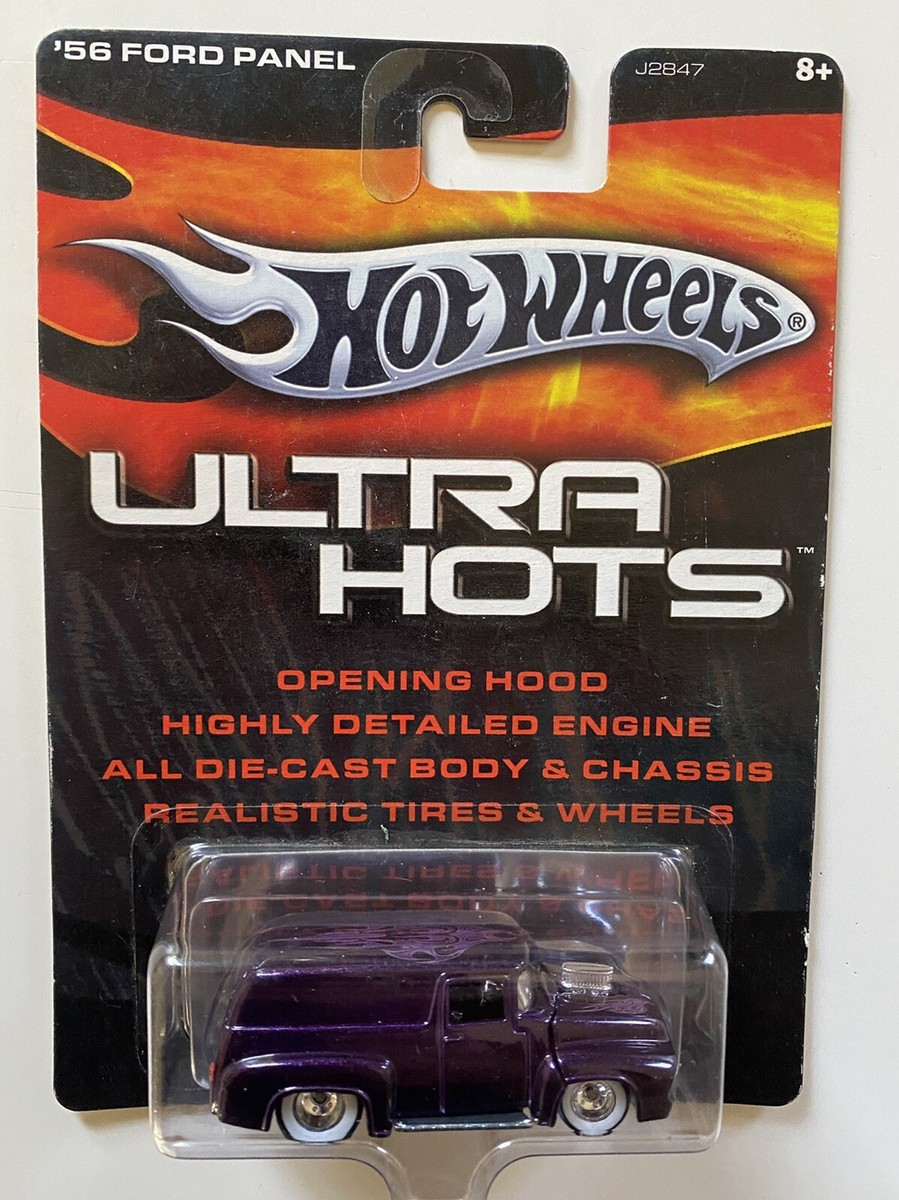 '56 FORD PANEL
J2847
8+
HOT WHEELS®
ULTRA
HOTS™
OPENING HOOD
HIGHLY DETAILED ENGINE
ALL DIE-CAST BODY & CHASSIS
REALISTIC TIRES & WHEELS